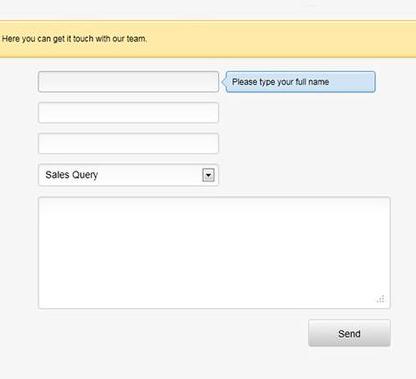 Here you can get it touch with our team.
Please type your full name
Sales Query
Send